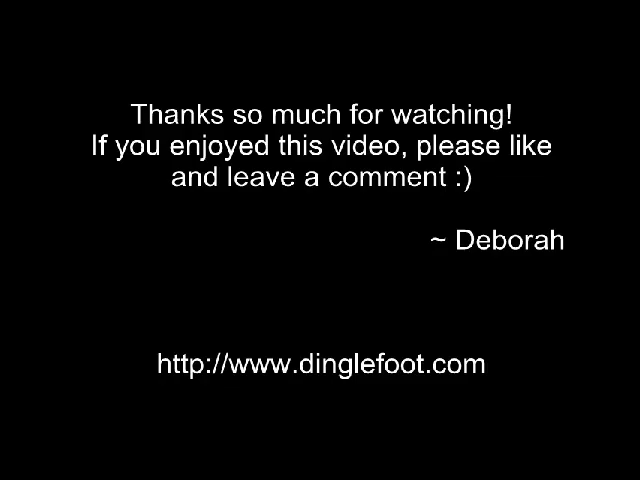 Thanks so much for watching!
If you enjoyed this video, please like
and leave a comment :)
~ Deborah
http://www.dinglefoot.com